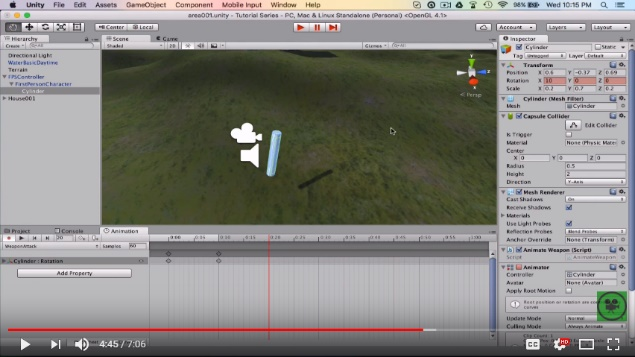 Unity File Edit Assets GameObject Component Mobile Input Window Help 86% Wed 10:15 PM
area001.unity - Tutorial Series - PC, Mac & Linux Standalone (Personal) <OpenGL 4.1>
Center Local Account Layers Layout
Hierarchy Scene Game Inspector
Create Shaded 2D Gizmos Cylinder Static
Directional Light
WaterBasicDaytime
Terrain
FPSController
FirstPersonCharacter
Cylinder
House001
Persp
Tag Untagged Layer Default
Transform
Position X 0.6 Y -0.37 Z 0.69
Rotation X 10 Y 0 Z 0
Scale X 0.2 Y 0.7 Z 0.2
Cylinder (Mesh Filter)
Mesh Cylinder
Capsule Collider
Edit Collider
Is Trigger
Material None (Physic Mater
Center
X 0 Y 0 Z 0
Radius 0.5
Height 2
Direction Y-Axis
Mesh Renderer
Cast Shadows On
Receive Shadows
Materials
Use Light Probes
Reflection Probes Blend Probes
Anchor Override None (Transform)
Animate Weapon (Script)
Script AnimateWeapon
Animator
Controller Cylinder
Avatar None (Avatar)
Apply Root Motion
Update Mode Normal
Culling Mode Always Animate
Project Console Animation
WeaponAttack Samples 60
Cylinder : Rotation
Add Property
4:45 / 7:06
CC HD